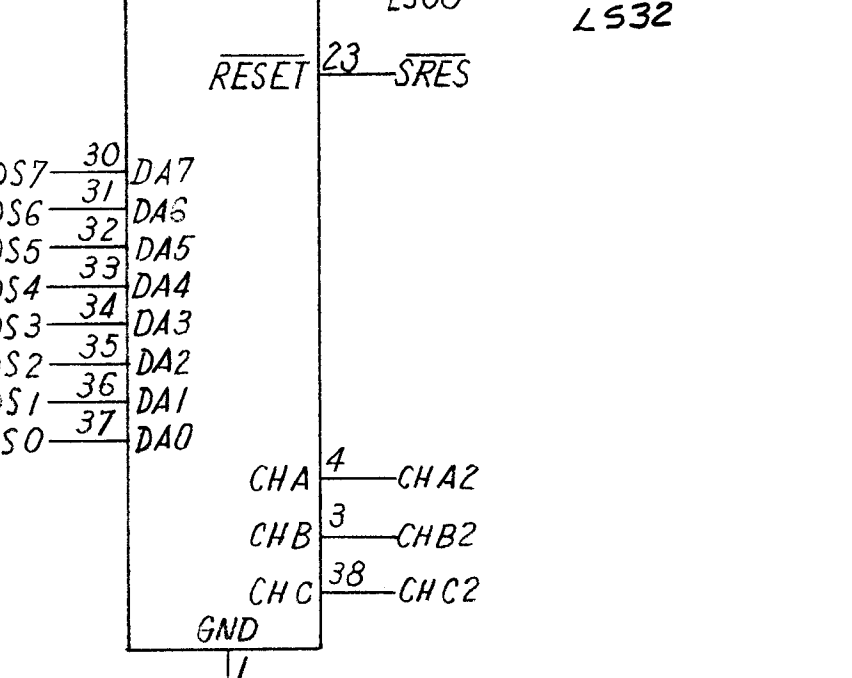 LS32
RESET 23 SRES
30 DA7
31 DA6
32 DA5
33 DA4
34 DA3
35 DA2
36 DA1
37 DA0
CHA 4 CHA2
CHB 3 CHB2
CHC 38 CHC2
GND
1